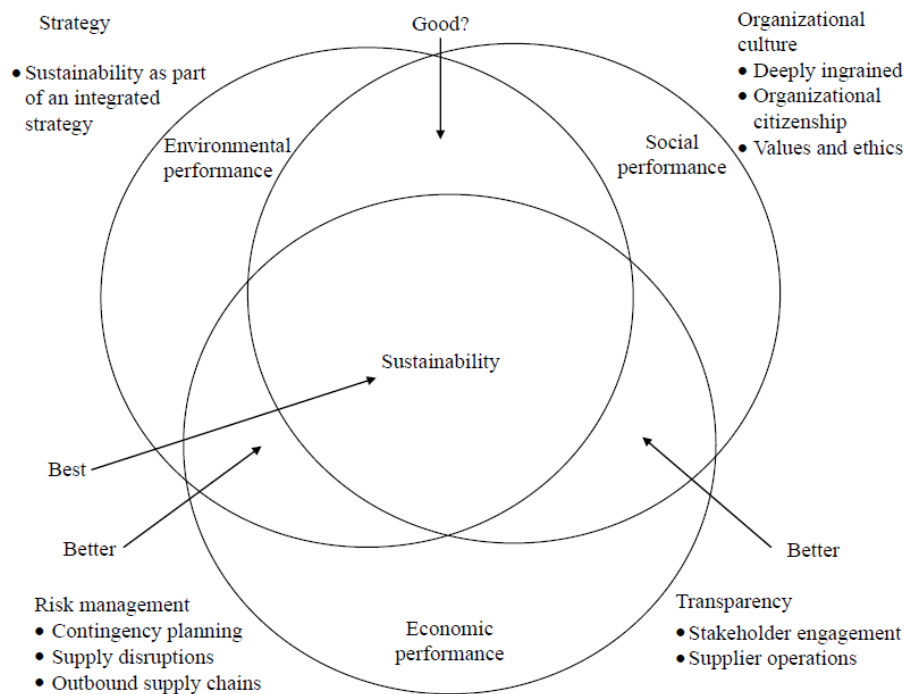 Strategy
• Sustainability as part
of an integrated
strategy
Good?
Organizational
culture
• Deeply ingrained
• Organizational
citizenship
• Values and ethics
Environmental
performance
Social
performance
Sustainability
Best
Better
Better
Risk management
• Contingency planning
• Supply disruptions
• Outbound supply chains
Economic
performance
Transparency
• Stakeholder engagement
• Supplier operations